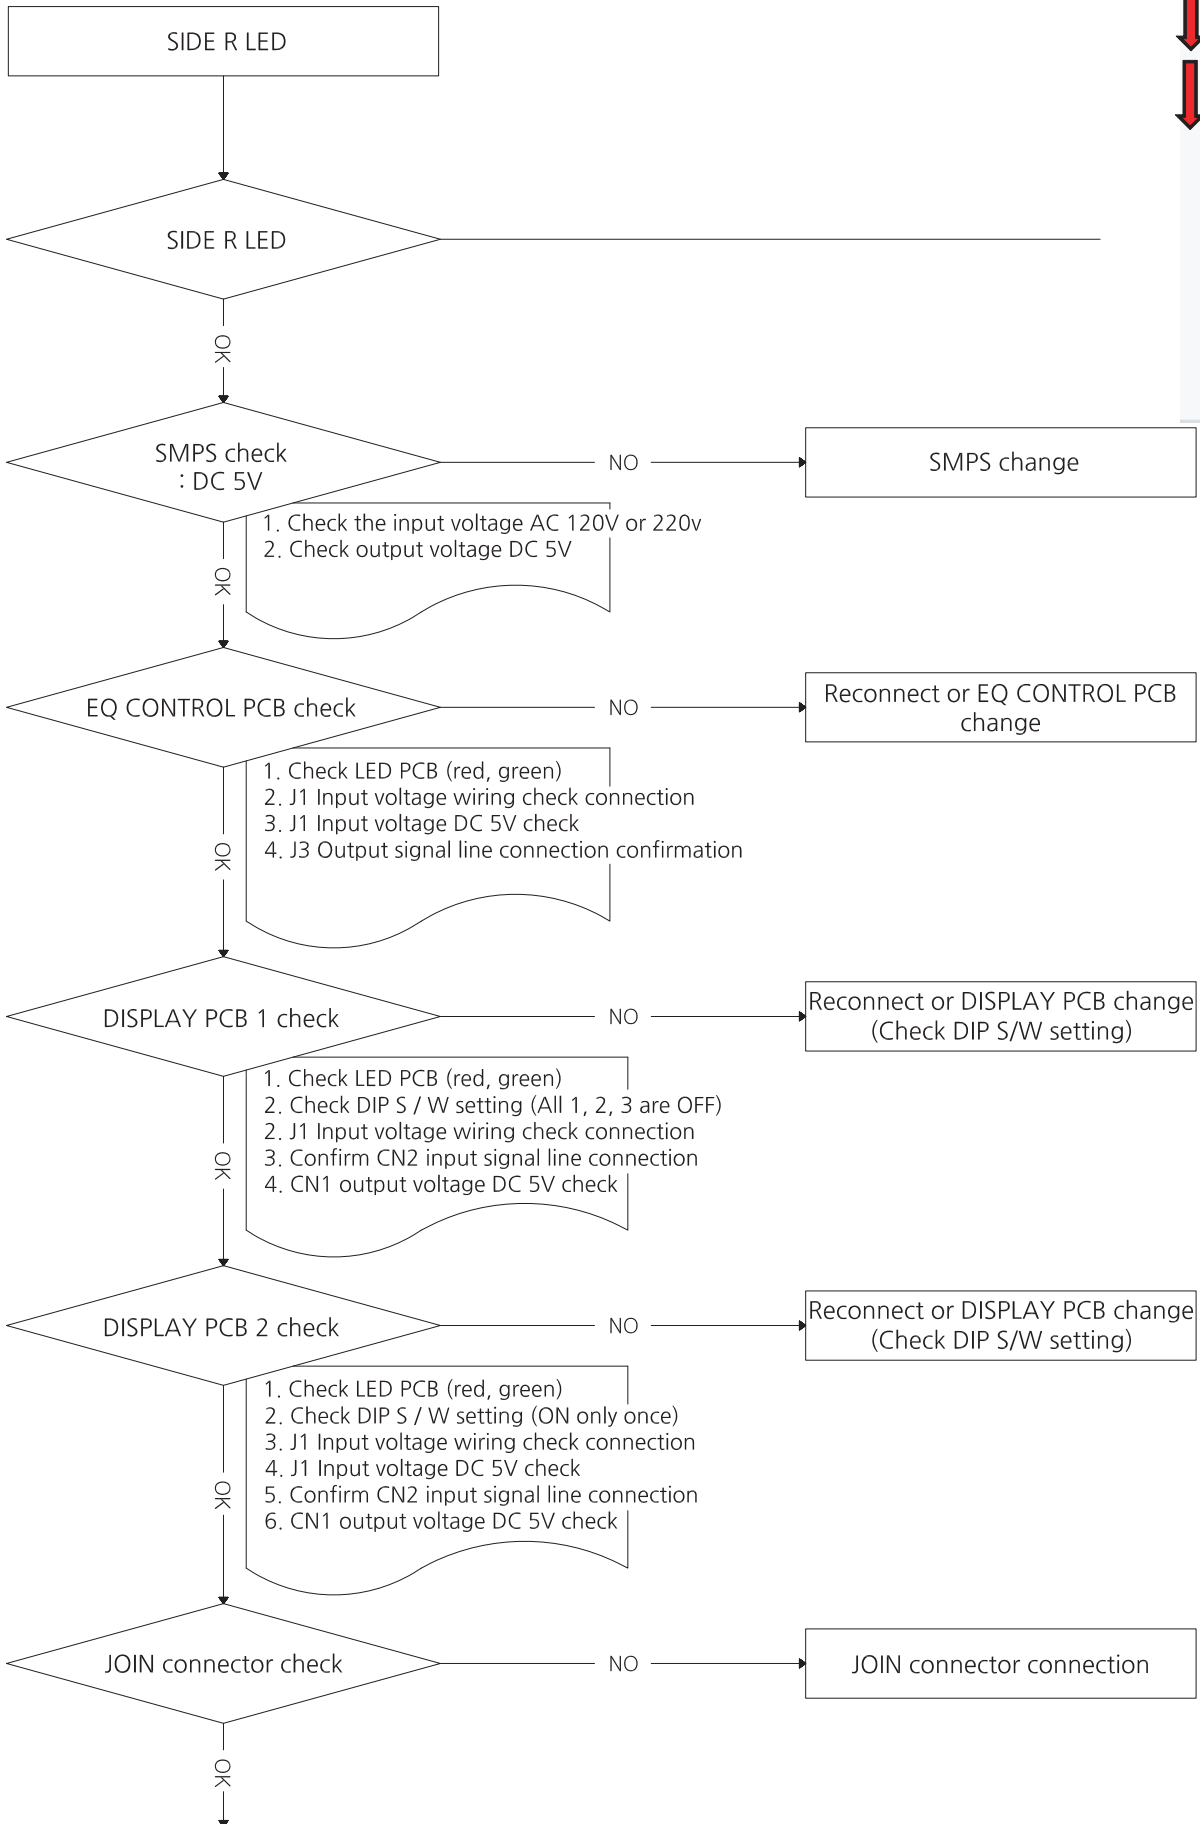 SIDE R LED
SIDE R LED
OK
SMPS check
: DC 5V
NO
SMPS change
1. Check the input voltage AC 120V or 220v
2. Check output voltage DC 5V
OK
EQ CONTROL PCB check
NO
Reconnect or EQ CONTROL PCB
change
1. Check LED PCB (red, green)
2. J1 Input voltage wiring check connection
3. J1 Input voltage DC 5V check
4. J3 Output signal line connection confirmation
OK
DISPLAY PCB 1 check
NO
Reconnect or DISPLAY PCB change
(Check DIP S/W setting)
1. Check LED PCB (red, green)
2. Check DIP S / W setting (All 1, 2, 3 are OFF)
2. J1 Input voltage wiring check connection
3. Confirm CN2 input signal line connection
4. CN1 output voltage DC 5V check
OK
DISPLAY PCB 2 check
NO
Reconnect or DISPLAY PCB change
(Check DIP S/W setting)
1. Check LED PCB (red, green)
2. Check DIP S / W setting (ON only once)
3. J1 Input voltage wiring check connection
4. J1 Input voltage DC 5V check
5. Confirm CN2 input signal line connection
6. CN1 output voltage DC 5V check
OK
JOIN connector check
NO
JOIN connector connection
OK